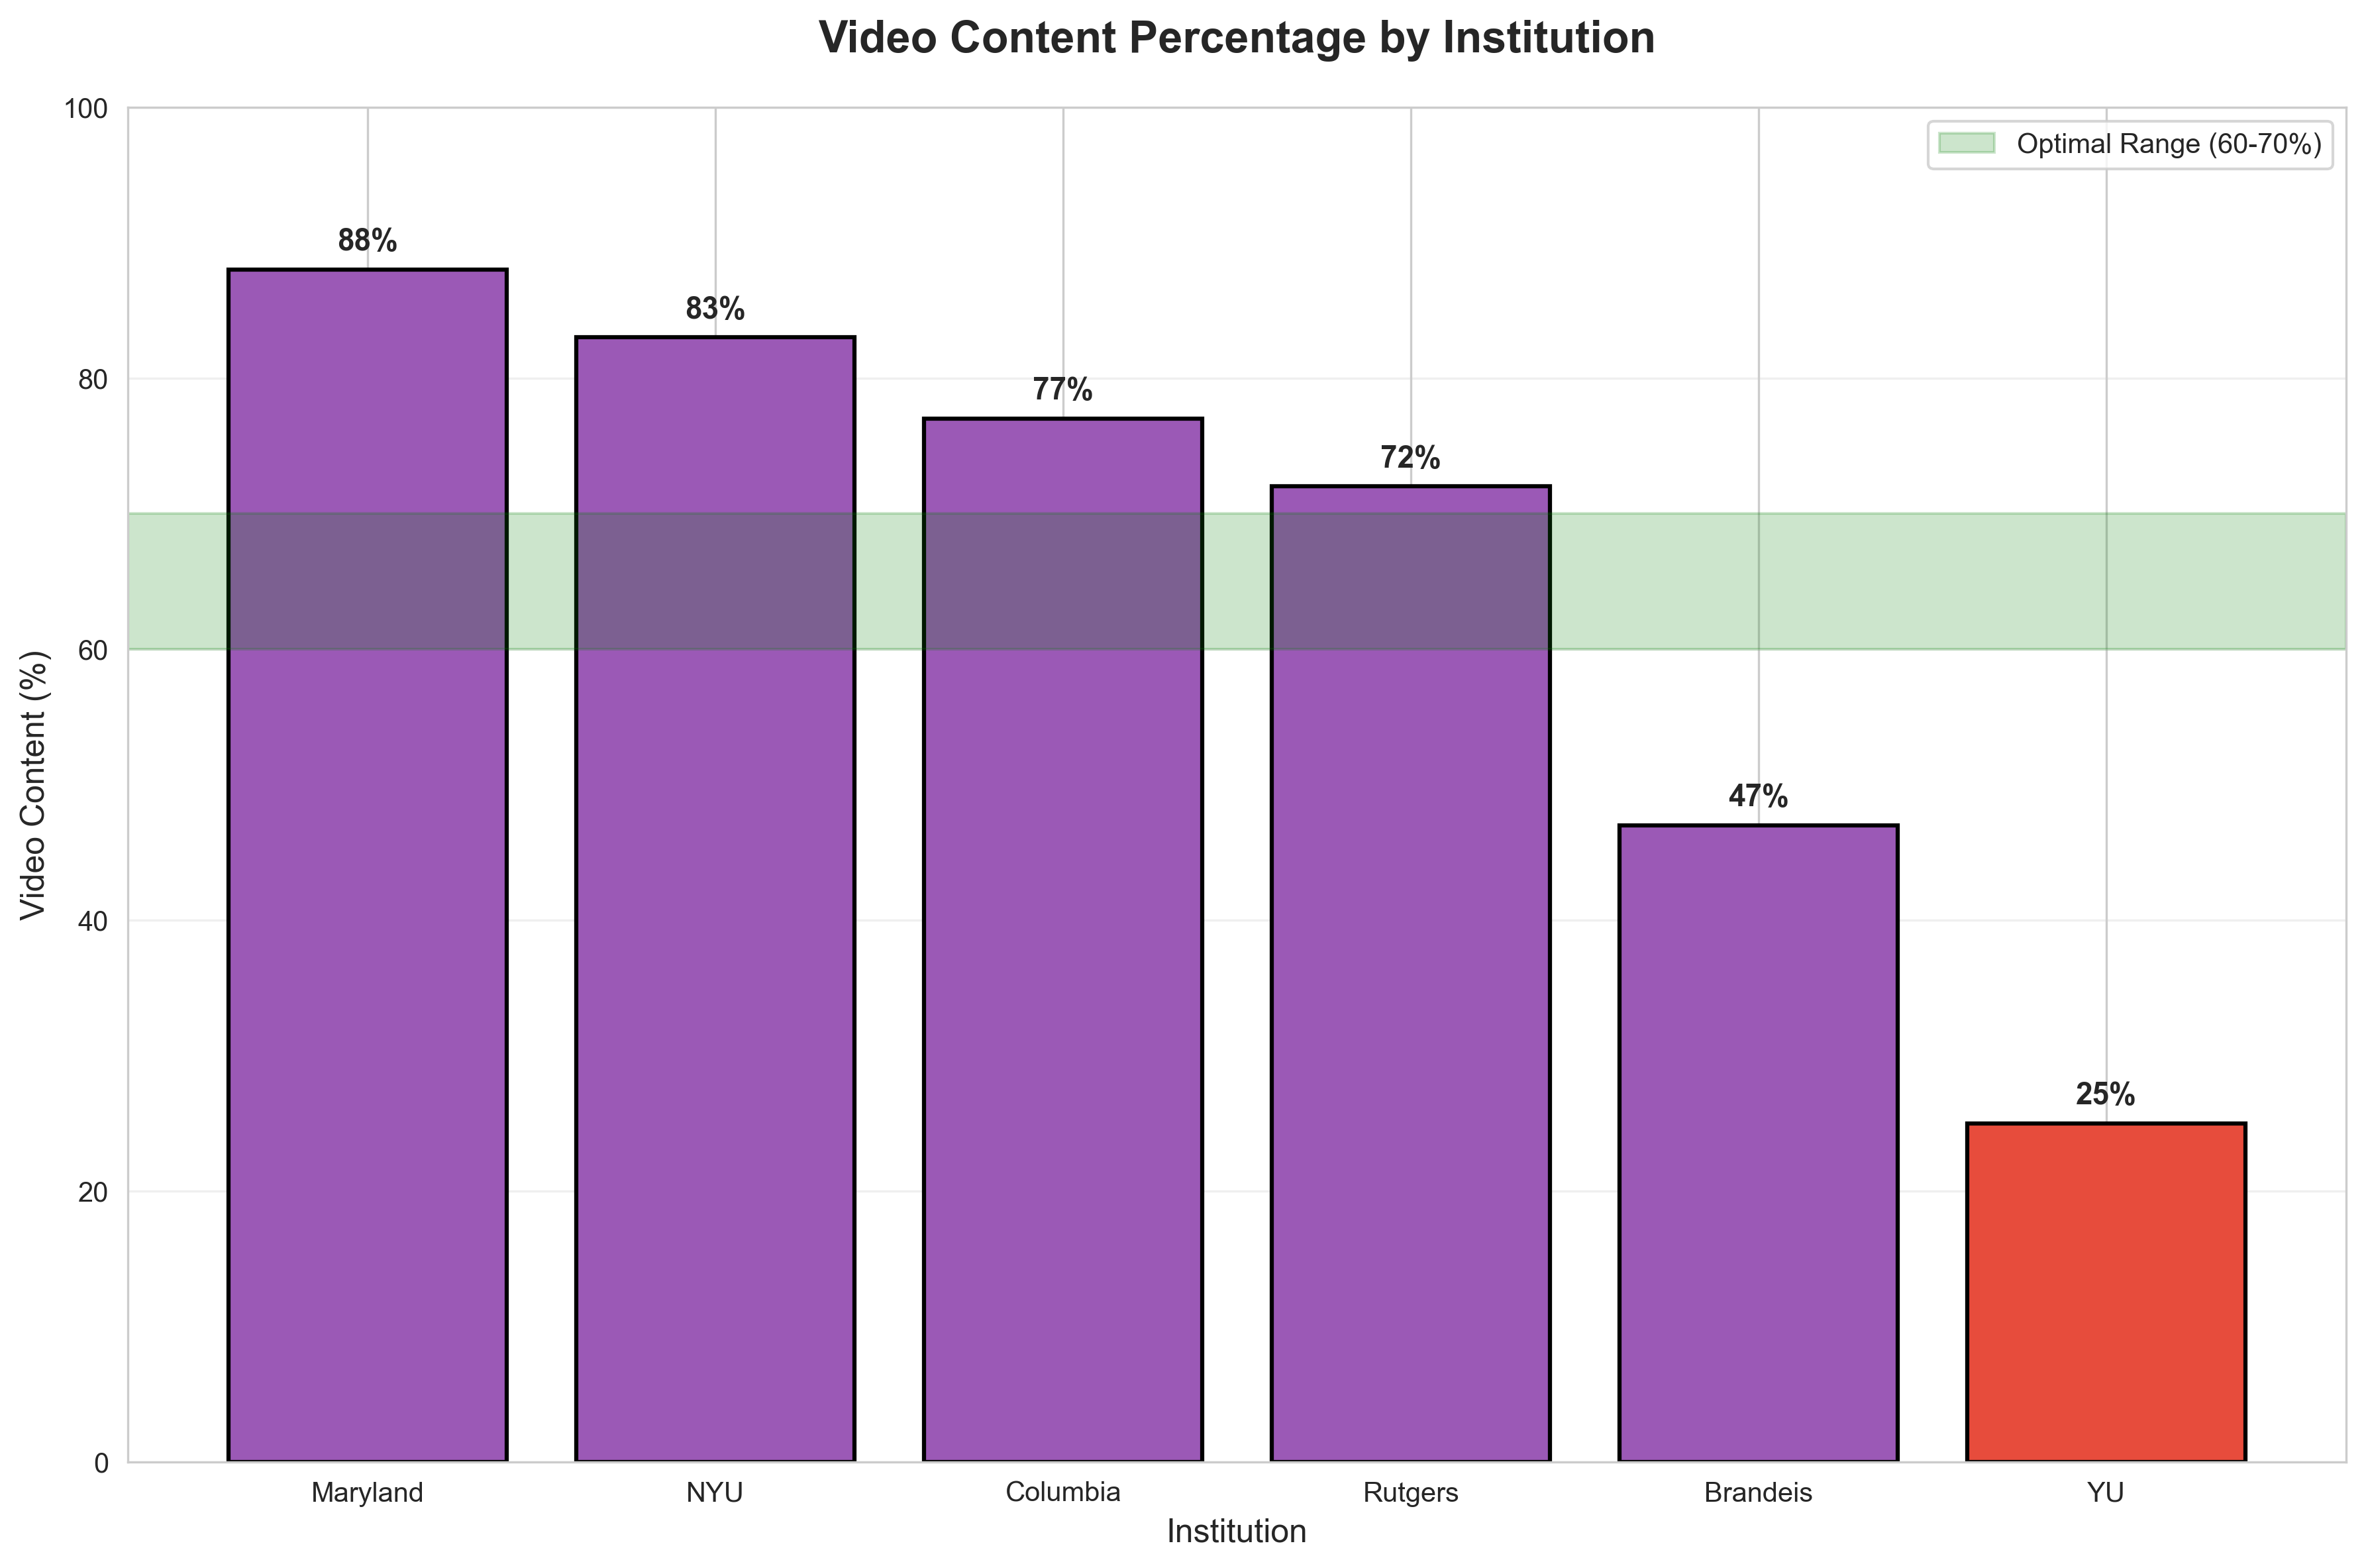 Video Content Percentage by Institution
Optimal Range (60-70%)
100
80
60
40
20
0
Video Content (%)
88%
83%
77%
72%
47%
25%
Maryland
NYU
Columbia
Rutgers
Brandeis
YU
Institution